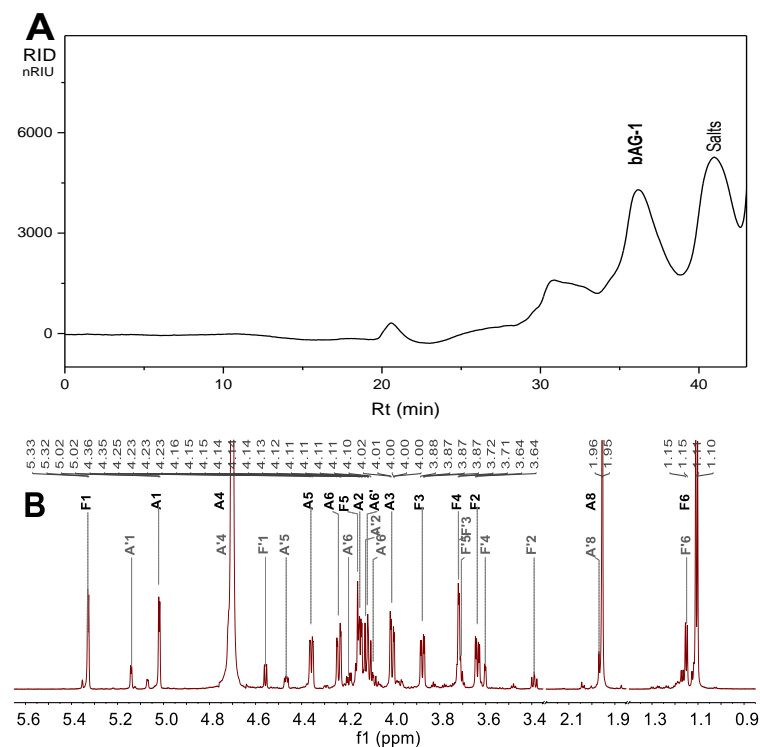 A
RID
nRIU
6000
3000
0
bAG-1
Salts
0 10 20 30 40
Rt (min)
5.33 5.32 5.02 5.02 4.36 4.35 4.25 4.23 4.23 4.16 4.15 4.15 4.14 4.14 4.13 4.12 4.11 4.11 4.11 4.11 4.10 4.02 4.01 4.00 4.00 4.00 3.88 3.87 3.87 3.87 3.72 3.71 3.64 3.64 1.96 1.95 1.15 1.15 1.10
B
F1 A1 A4 A5 A6 F5 A2 A6' A3 F3 F4 F2 A8 F6
A'1 A'4 F'1 A'5 A'6 A'2 A'6' F'5 F'3 F'4 F'2 A'8 F'6
5.6 5.4 5.2 5.0 4.8 4.6 4.4 4.2 4.0 3.8 3.6 3.4 2.1 1.9 1.3 1.1 0.9
f1 (ppm)